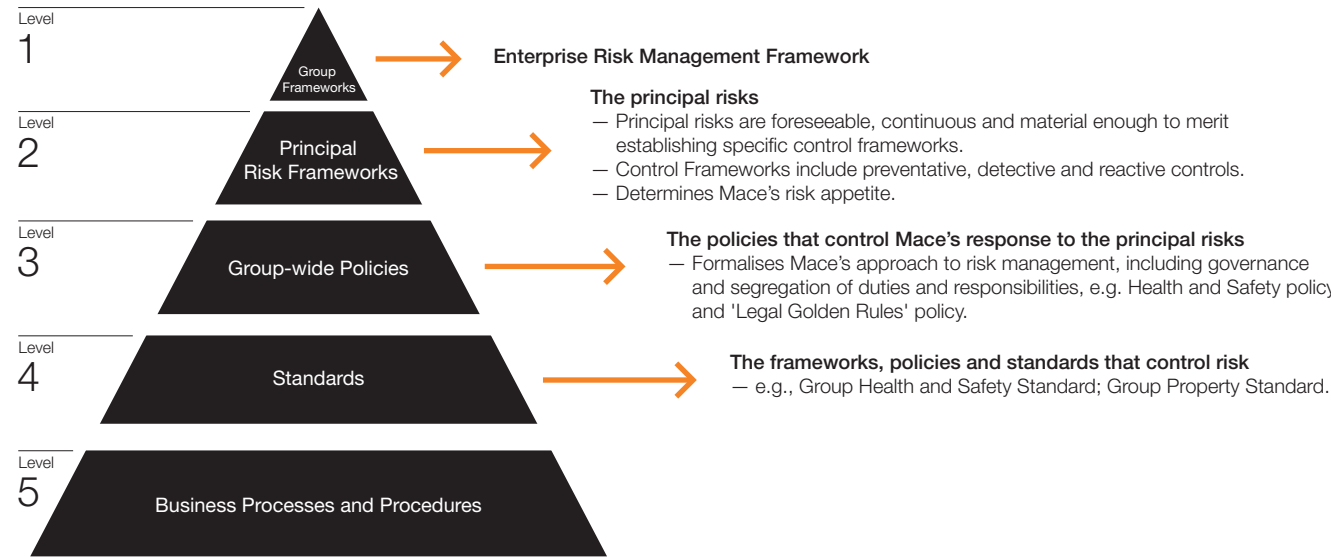 Level
1
Group
Frameworks
Enterprise Risk Management Framework
Level
2
Principal
Risk Frameworks
The principal risks
— Principal risks are foreseeable, continuous and material enough to merit
establishing specific control frameworks.
— Control Frameworks include preventative, detective and reactive controls.
— Determines Mace’s risk appetite.
Level
3
Group-wide Policies
The policies that control Mace’s response to the principal risks
— Formalises Mace’s approach to risk management, including governance
and segregation of duties and responsibilities, e.g. Health and Safety policy
and 'Legal Golden Rules' policy.
Level
4
Standards
The frameworks, policies and standards that control risk
— e.g., Group Health and Safety Standard; Group Property Standard.
Level
5
Business Processes and Procedures